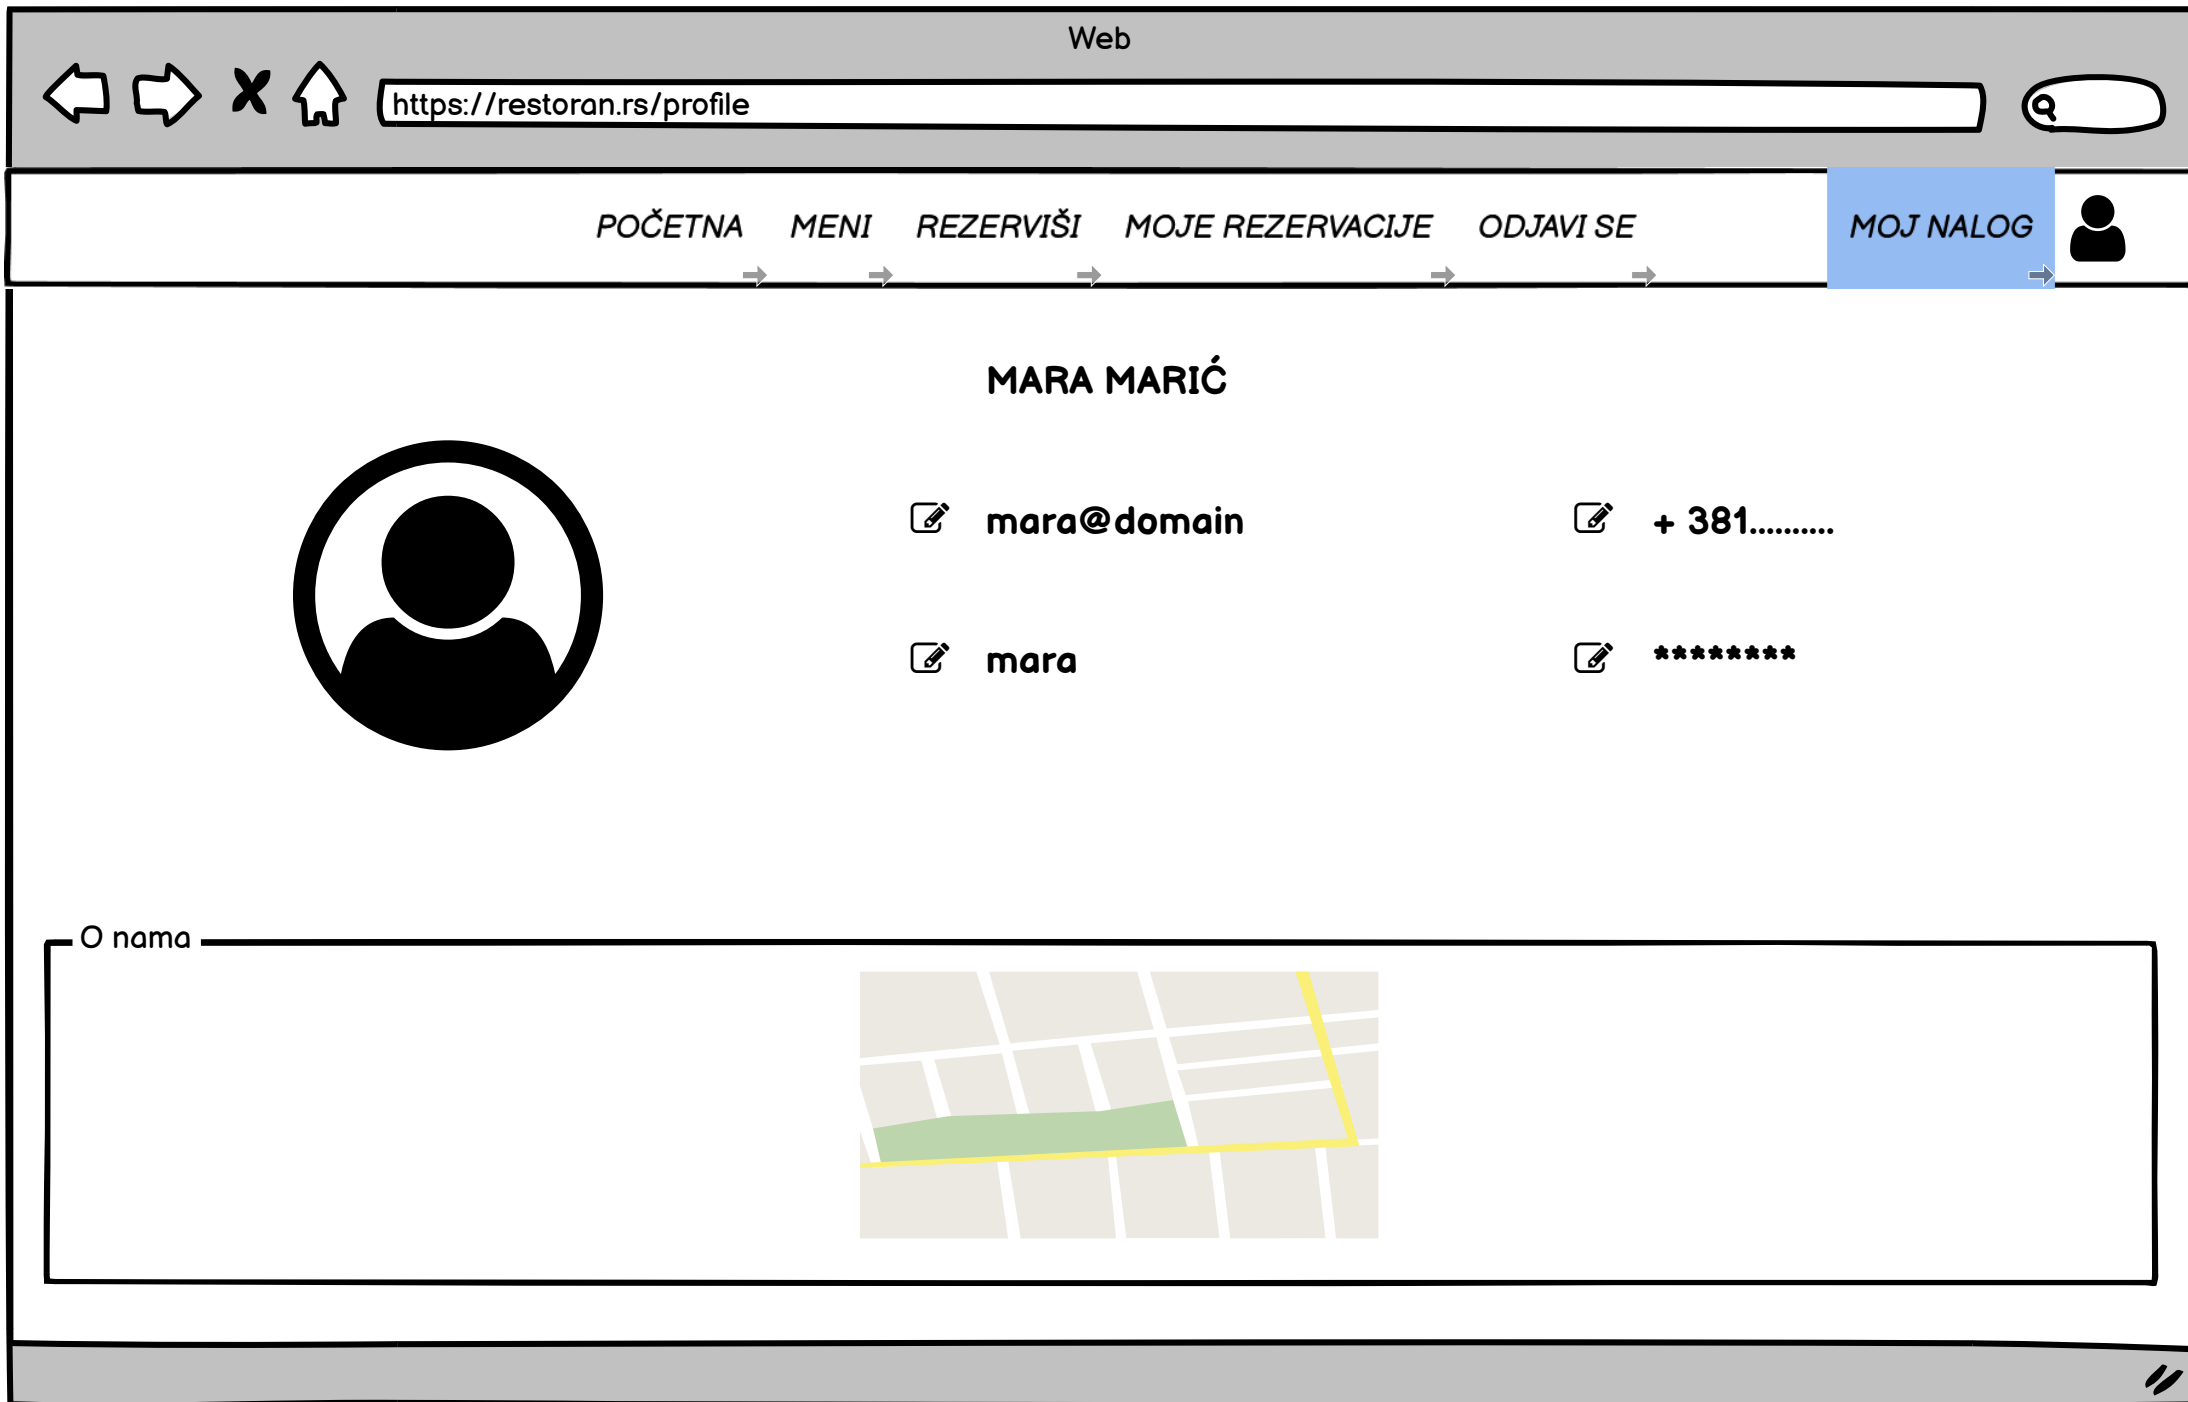 Web
https://restoran.rs/profile
POČETNA MENI REZERVIŠI MOJE REZERVACIJE ODJAVI SE MOJ NALOG
MARA MARIĆ
mara@domain + 381..........
mara ********
O nama